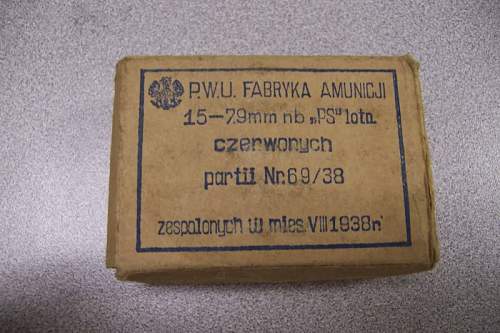 P.W.U. FABRYKA AMUNICJI
15–7.9mm nb „PS" lotn.
czerwonych
partii Nr. 69/38
zespolonych w mies. VIII 1938 r